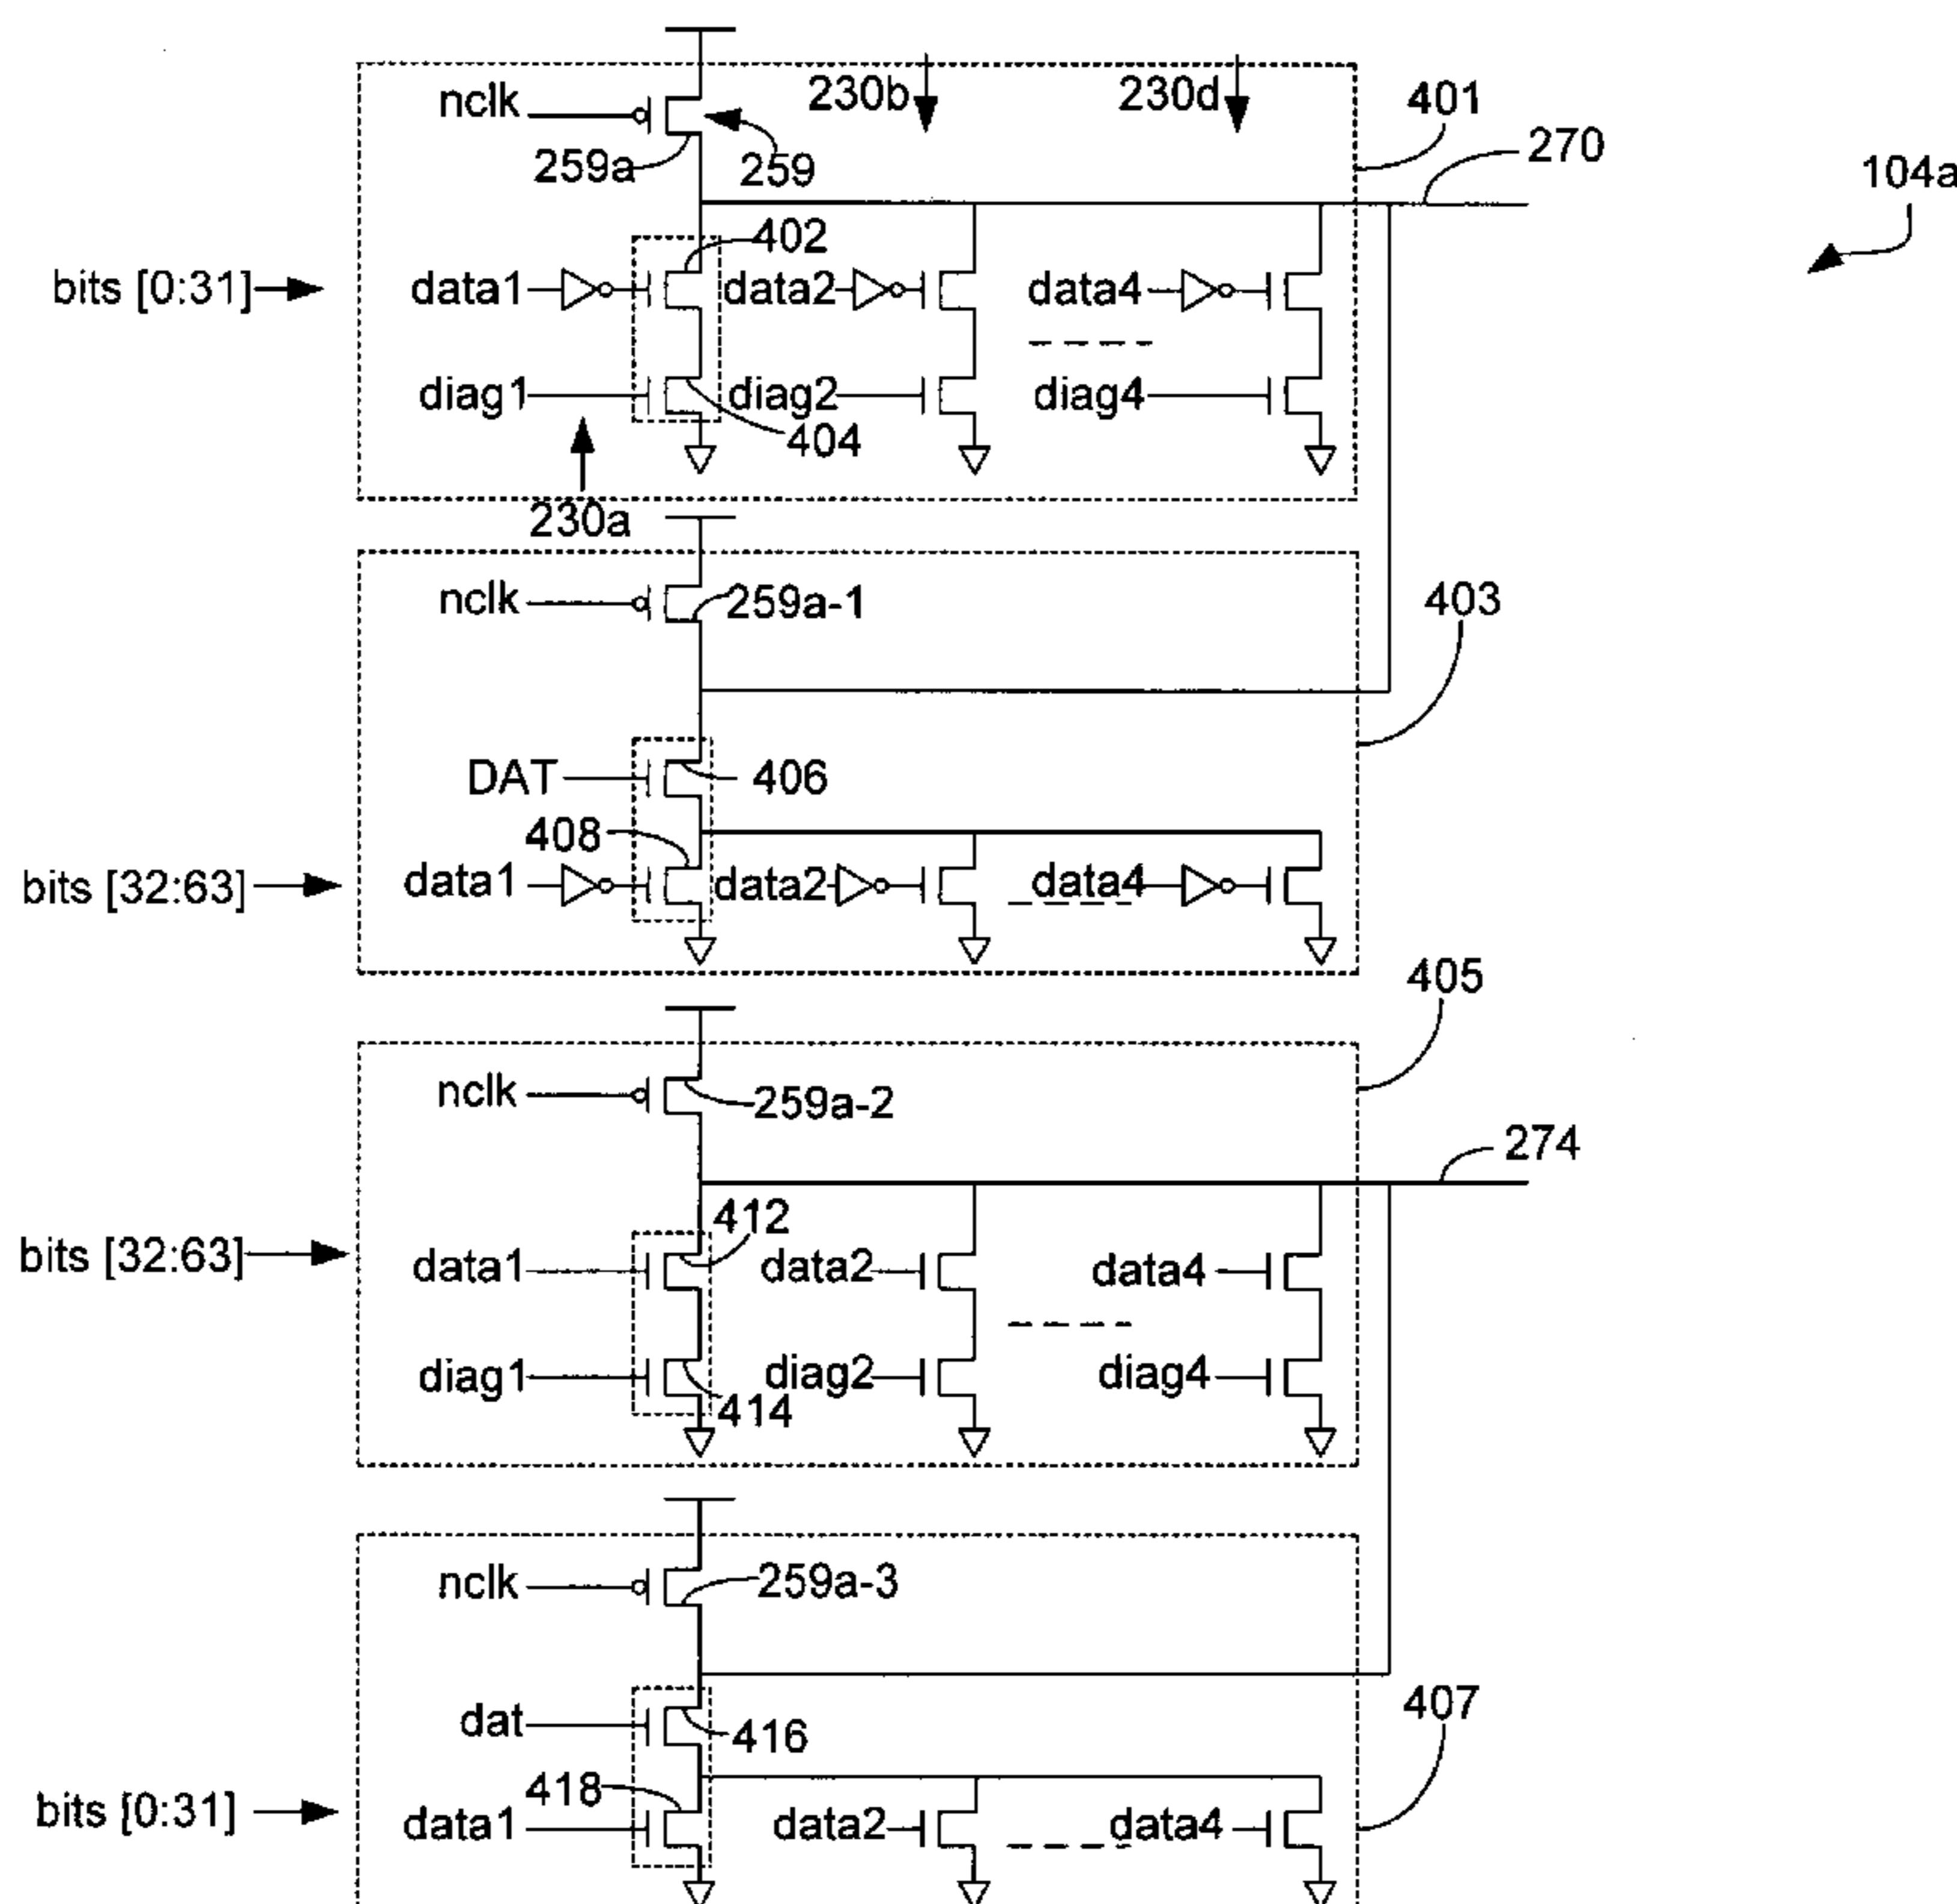 nclk
230b
230d
401
259a
259
270
104a
402
bits [0:31]
data1
data2
data4
diag1
diag2
diag4
404
230a
nclk
259a-1
403
DAT
406
408
bits [32:63]
data1
data2
data4
405
nclk
259a-2
274
412
bits [32:63]
data1
data2
data4
diag1
diag2
diag4
414
nclk
259a-3
407
dat
416
418
bits [0:31]
data1
data2
data4